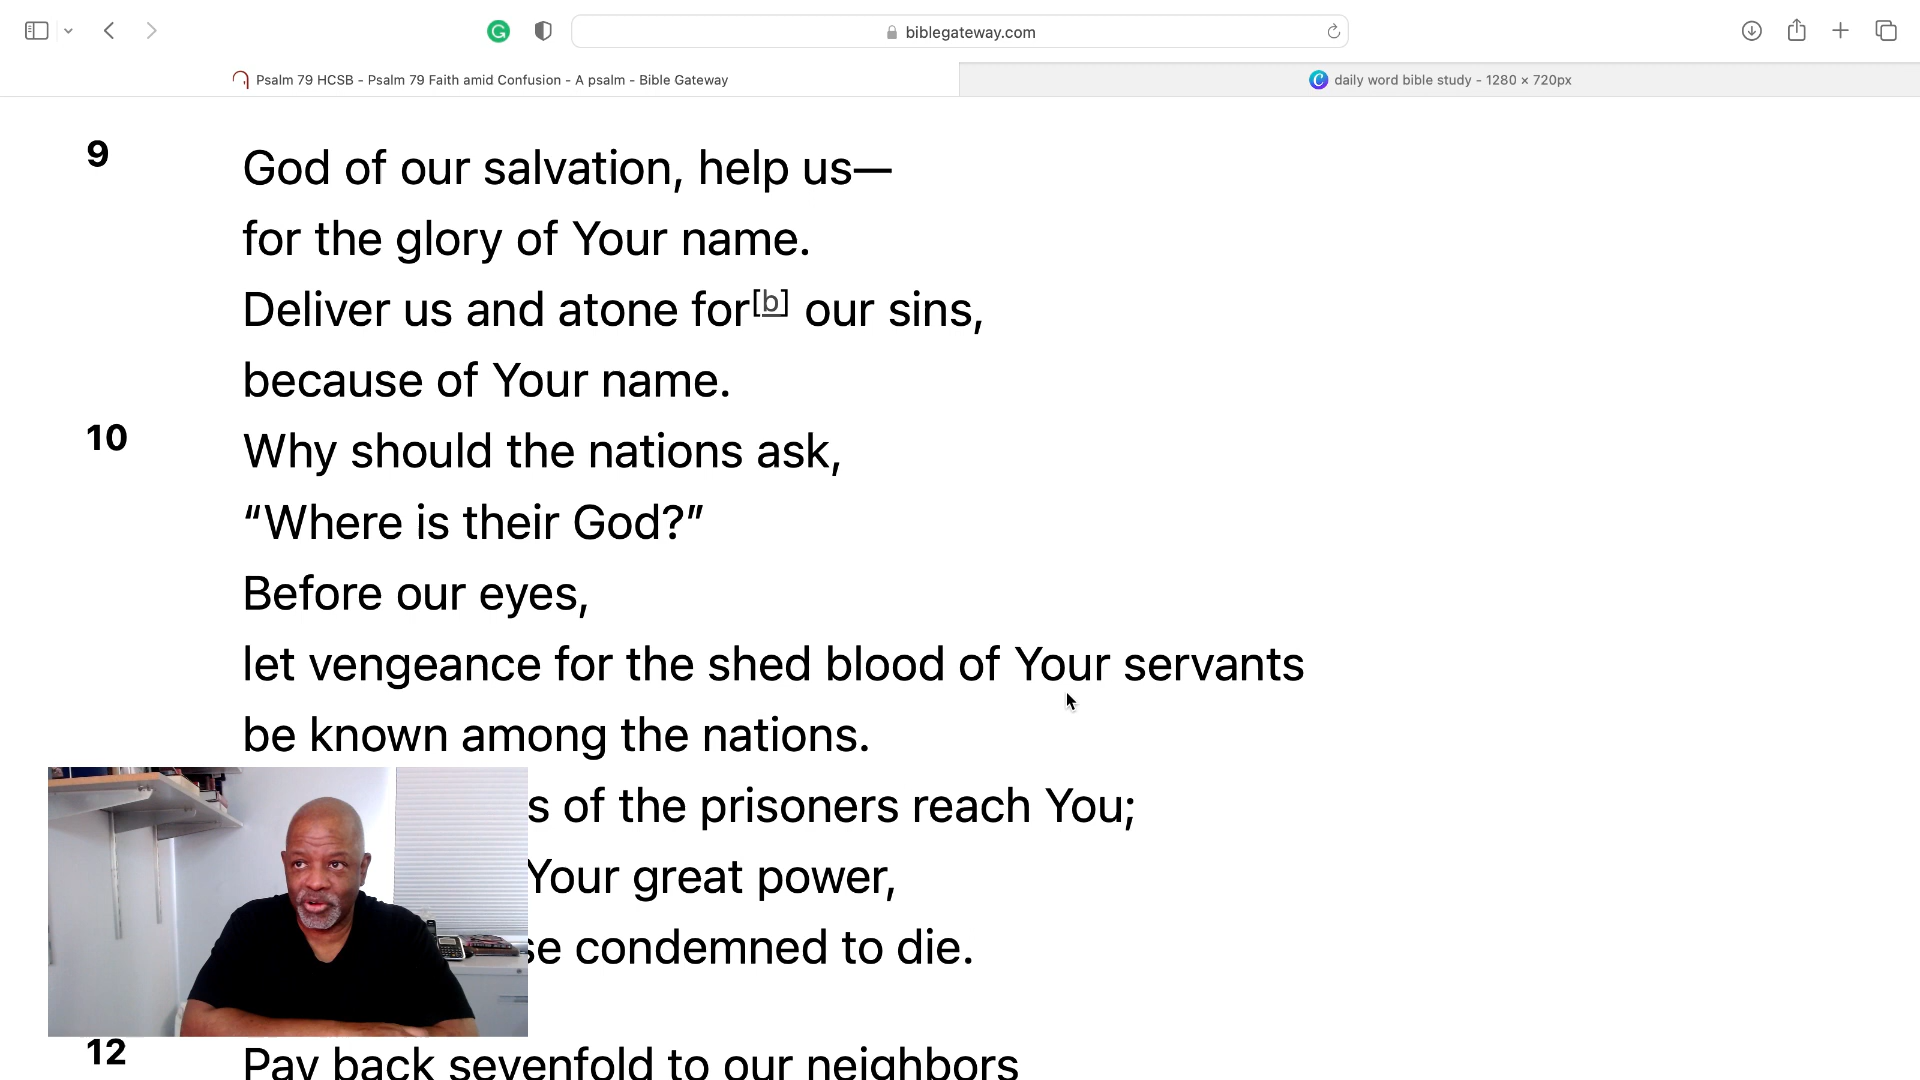 biblegateway.com
Psalm 79 HCSB - Psalm 79 Faith amid Confusion - A psalm - Bible Gateway
daily word bible study - 1280 × 720px
9 God of our salvation, help us—
for the glory of Your name.
Deliver us and atone for[b] our sins,
because of Your name.
10 Why should the nations ask,
“Where is their God?”
Before our eyes,
let vengeance for the shed blood of Your servants
be known among the nations.
s of the prisoners reach You;
Your great power,
se condemned to die.
12 Pay back sevenfold to our neighbors